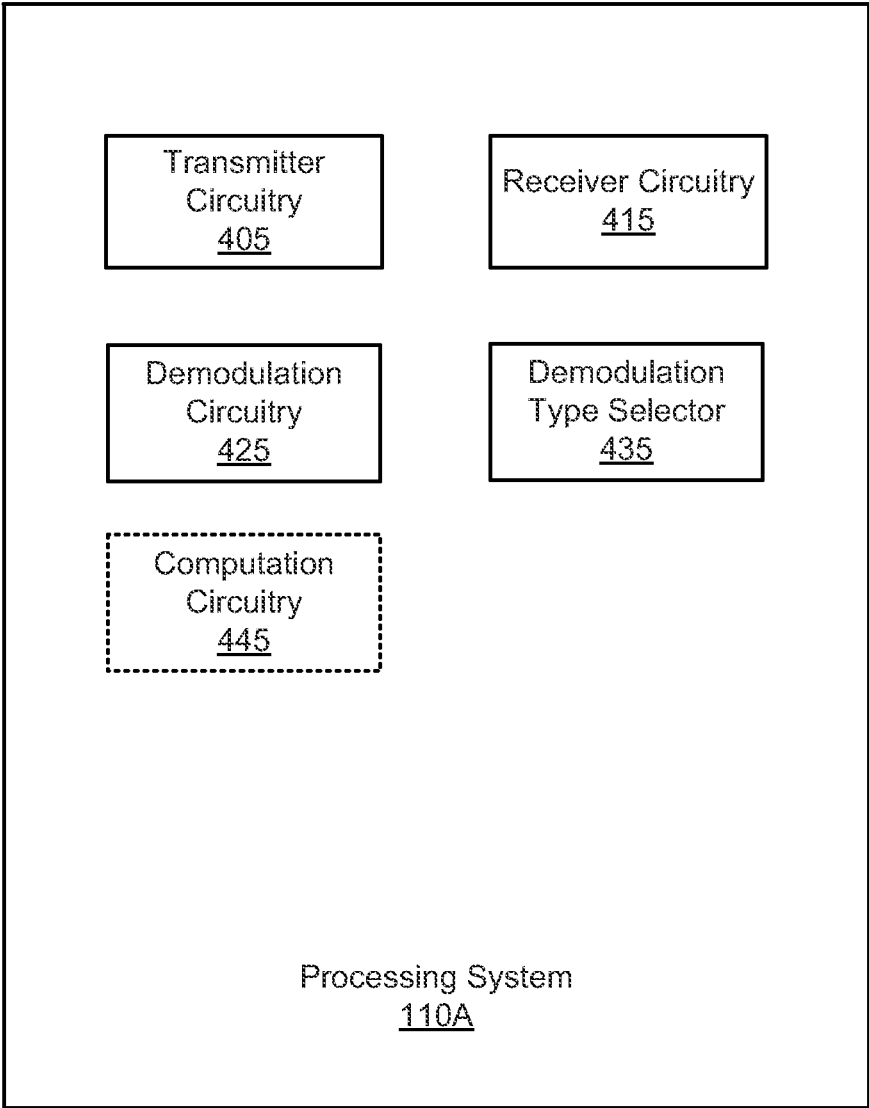 Transmitter
Circuitry
405
Receiver Circuitry
415
Demodulation
Circuitry
425
Demodulation
Type Selector
435
Computation
Circuitry
445
Processing System
110A